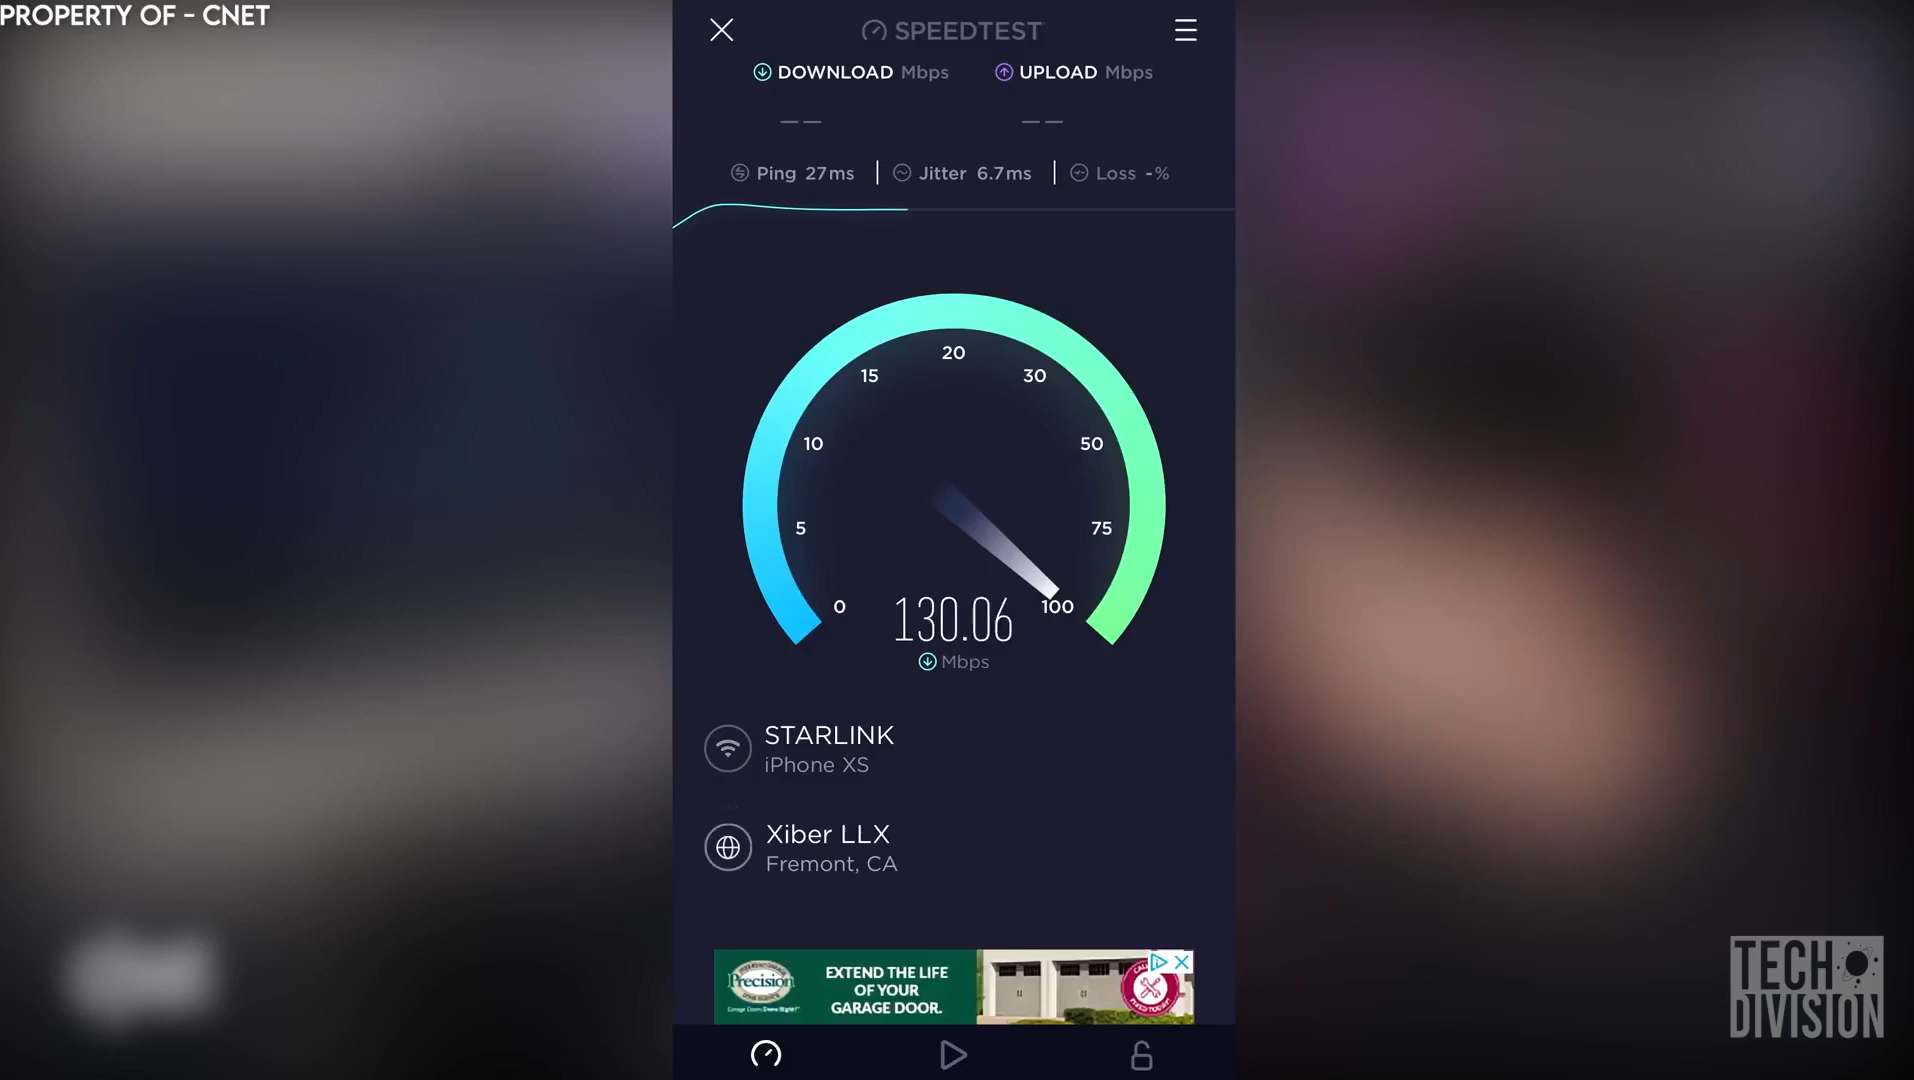 PROPERTY OF - CNET
SPEEDTEST
DOWNLOAD Mbps
UPLOAD Mbps
Ping 27ms
Jitter 6.7ms
Loss -%
20
15
30
10
50
5
75
0
100
130.06
Mbps
STARLINK
iPhone XS
Xiber LLX
Fremont, CA
Precision
EXTEND THE LIFE
OF YOUR
GARAGE DOOR.
TECH
DIVISION